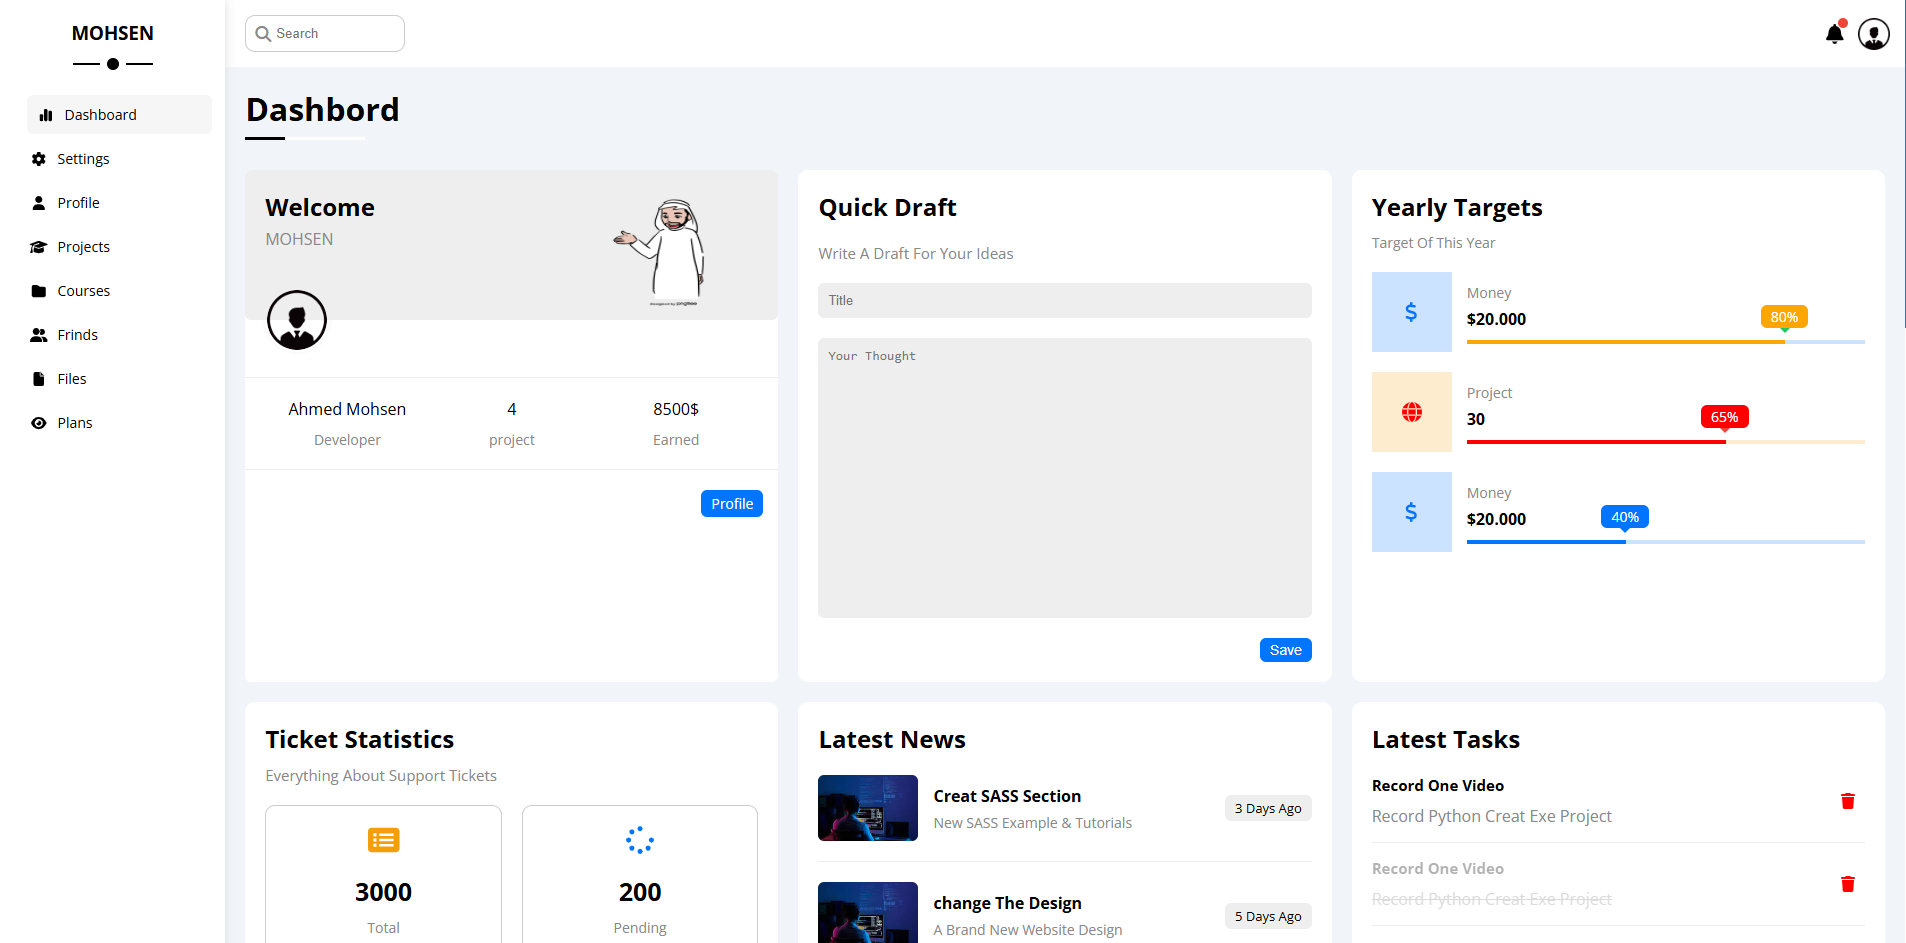 MOHSEN
Dashboard
Settings
Profile
Projects
Courses
Frinds
Files
Plans
Search
Dashbord
Welcome
MOHSEN
Ahmed Mohsen
Developer
4
project
8500$
Earned
Profile
Quick Draft
Write A Draft For Your Ideas
Title
Your Thought
Save
Yearly Targets
Target Of This Year
Money
$20.000
80%
Project
30
65%
Money
$20.000
40%
Ticket Statistics
Everything About Support Tickets
3000
Total
200
Pending
Latest News
Creat SASS Section
New SASS Example & Tutorials
3 Days Ago
change The Design
A Brand New Website Design
5 Days Ago
Latest Tasks
Record One Video
Record Python Creat Exe Project
Record One Video
Record Python Creat Exe Project